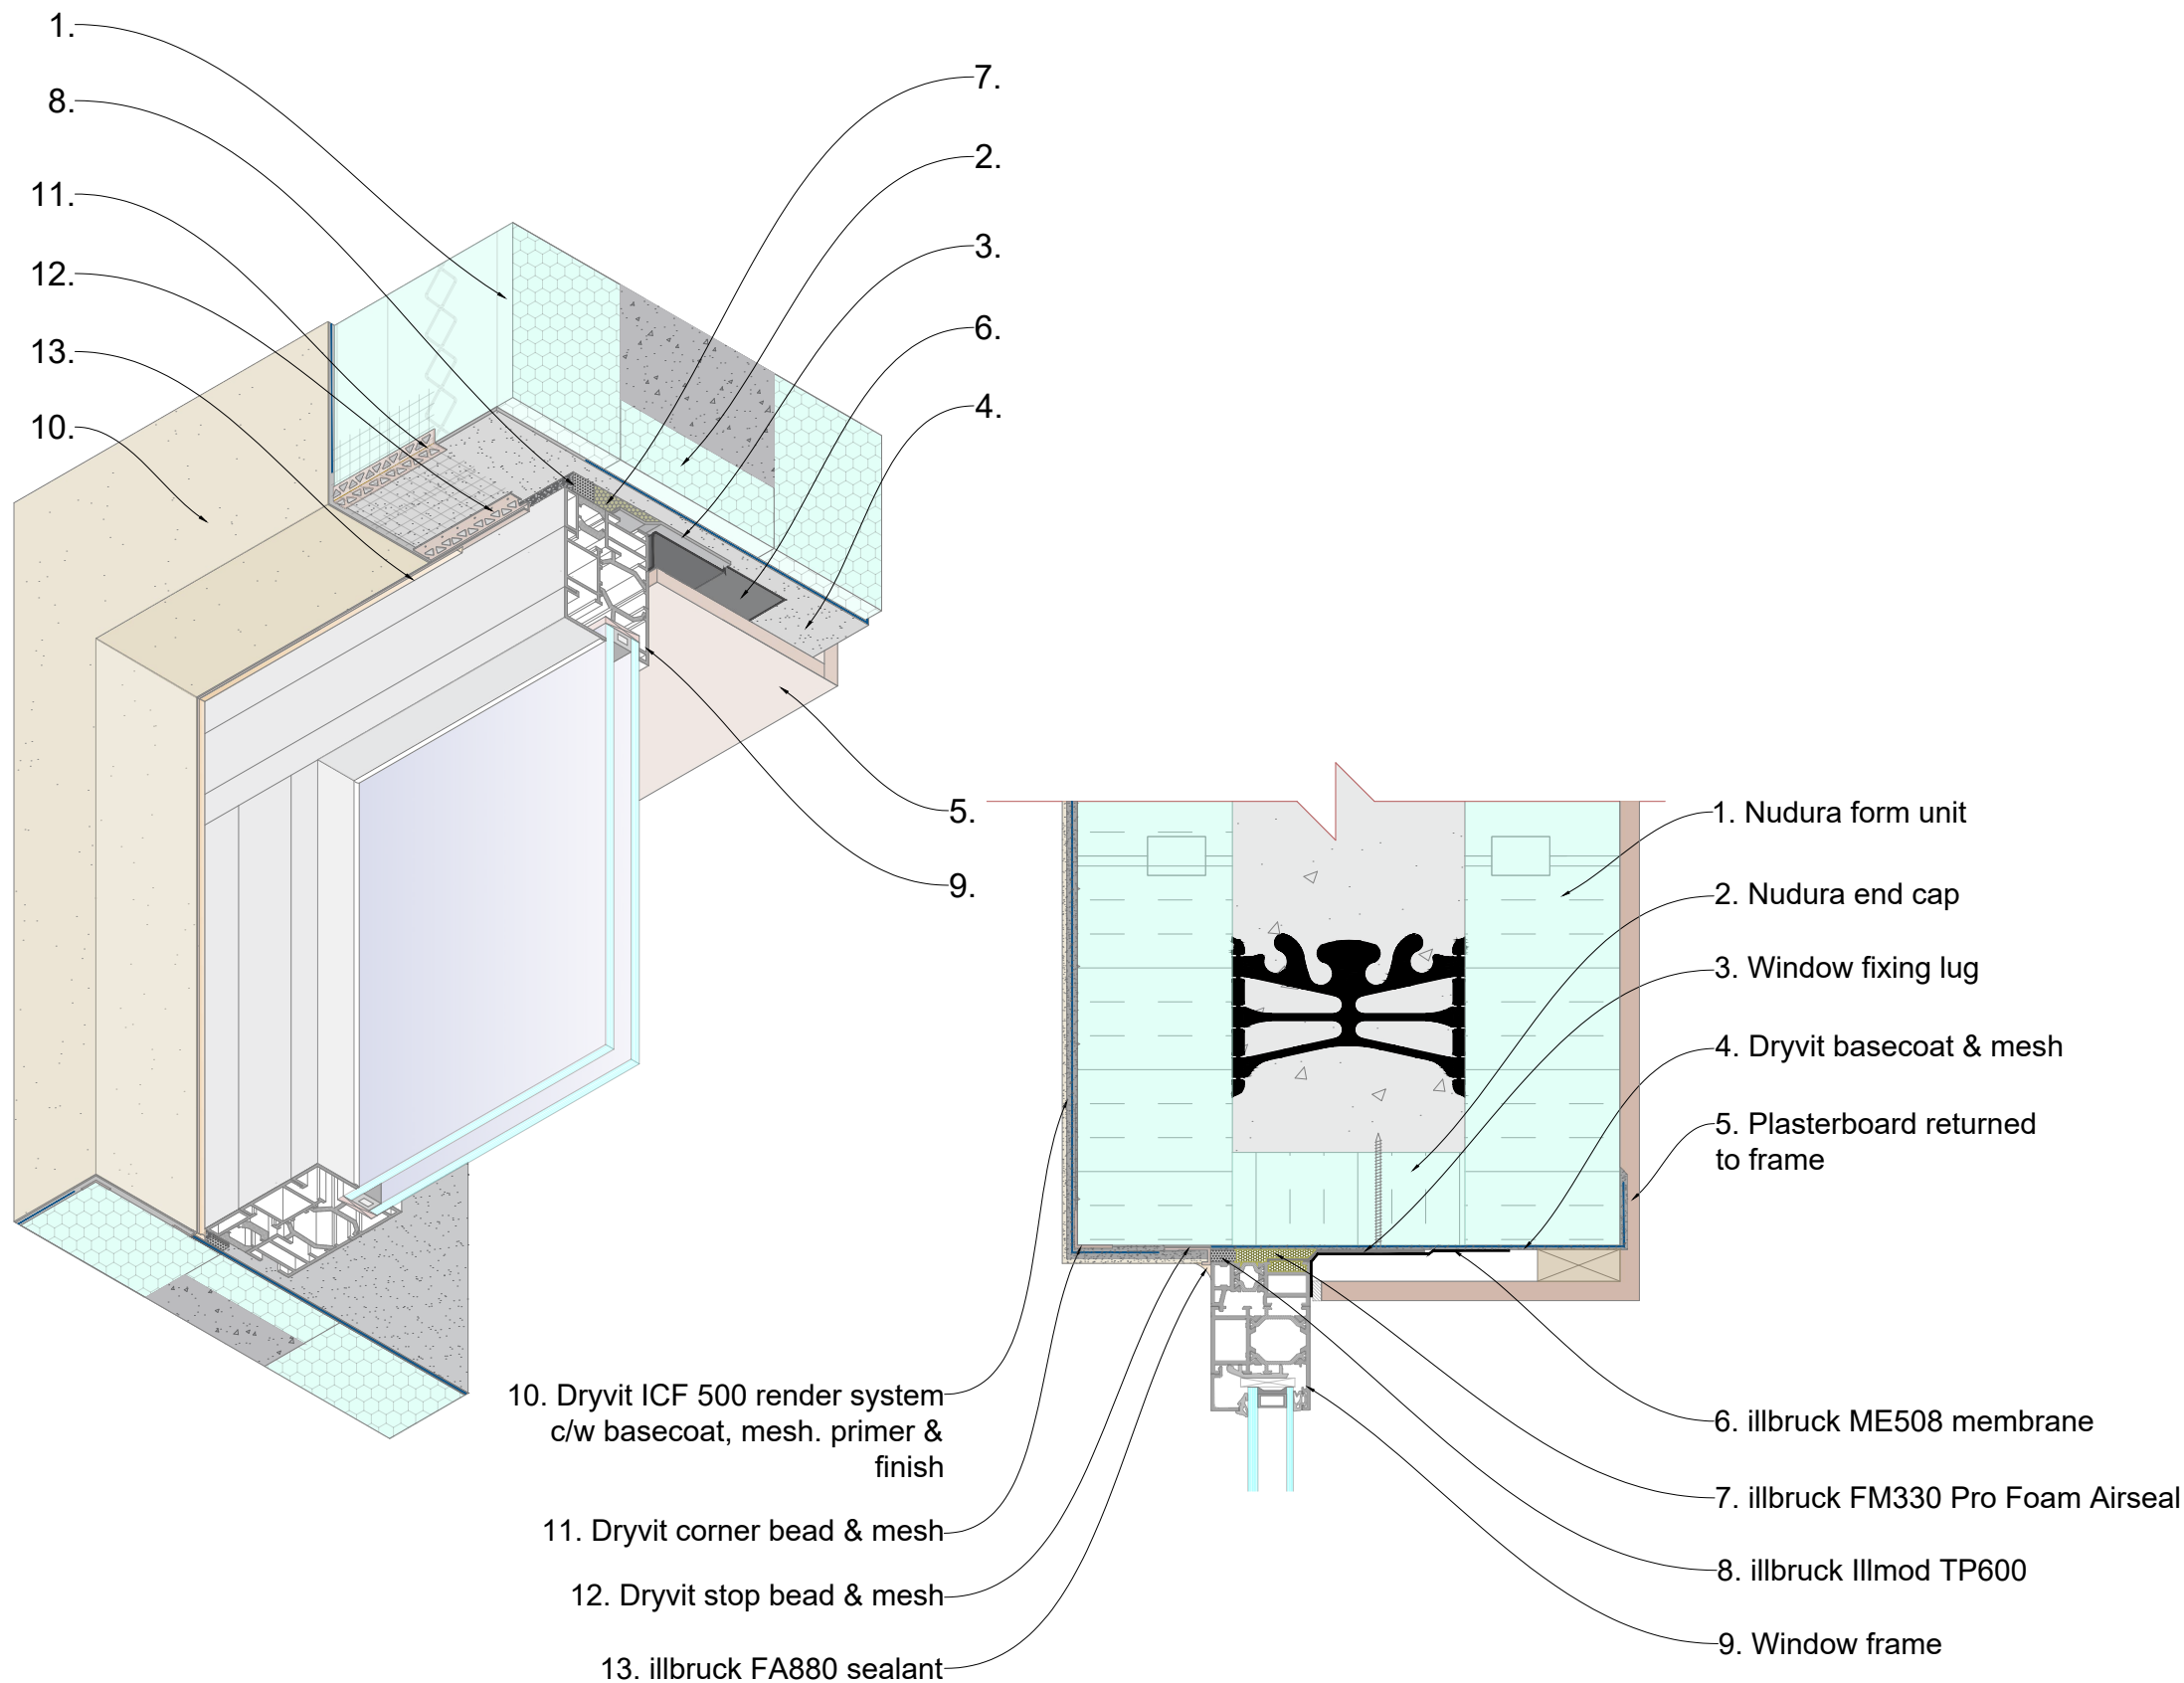 1.
8.
11.
12.
13.
10.
7.
2.
3.
6.
4.
5.
9.
1. Nudura form unit
2. Nudura end cap
3. Window fixing lug
4. Dryvit basecoat & mesh
5. Plasterboard returned
to frame
6. illbruck ME508 membrane
7. illbruck FM330 Pro Foam Airseal
8. illbruck Illmod TP600
9. Window frame
10. Dryvit ICF 500 render system
c/w basecoat, mesh. primer &
finish
11. Dryvit corner bead & mesh
12. Dryvit stop bead & mesh
13. illbruck FA880 sealant